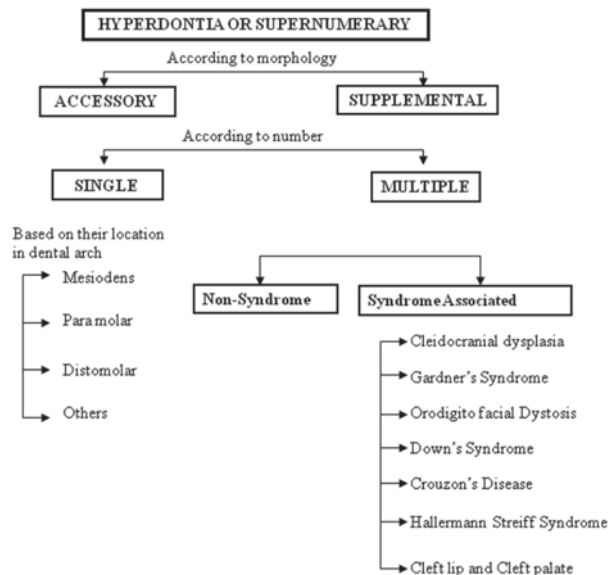 HYPERDONTIA OR SUPERNUMERARY
According to morphology
ACCESSORY
SUPPLEMENTAL
According to number
SINGLE
MULTIPLE
Based on their location
in dental arch
Mesiodens
Para molar
Distomolar
Others
Non-Syndrome
Syndrome Associated
Cleidocranial dysplasia
Gardner's Syndrome
Orodigito facial Dystosis
Down's Syndrome
Crouzon's Disease
Hallermann Streiff Syndrome
Cleft lip and Cleft palate